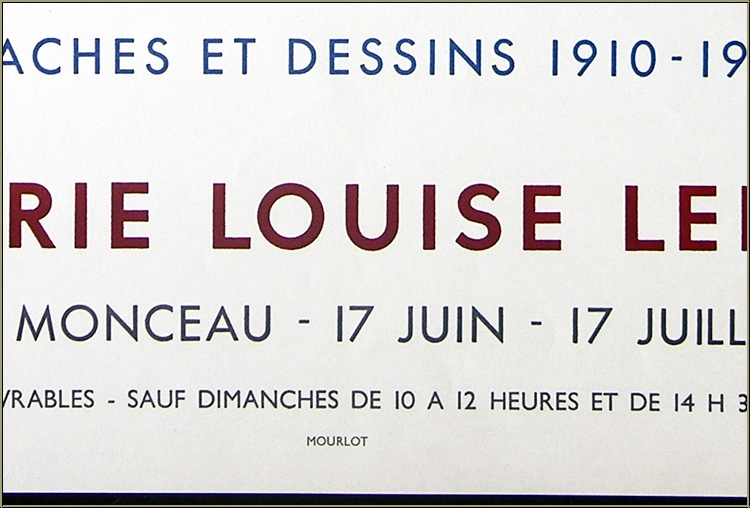 ACHES ET DESSINS 1910-19
RIE LOUISE LEI
MONCEAU - 17 JUIN - 17 JUILL
VRABLES - SAUF DIMANCHES DE 10 A 12 HEURES ET DE 14 H 3
MOURLOT